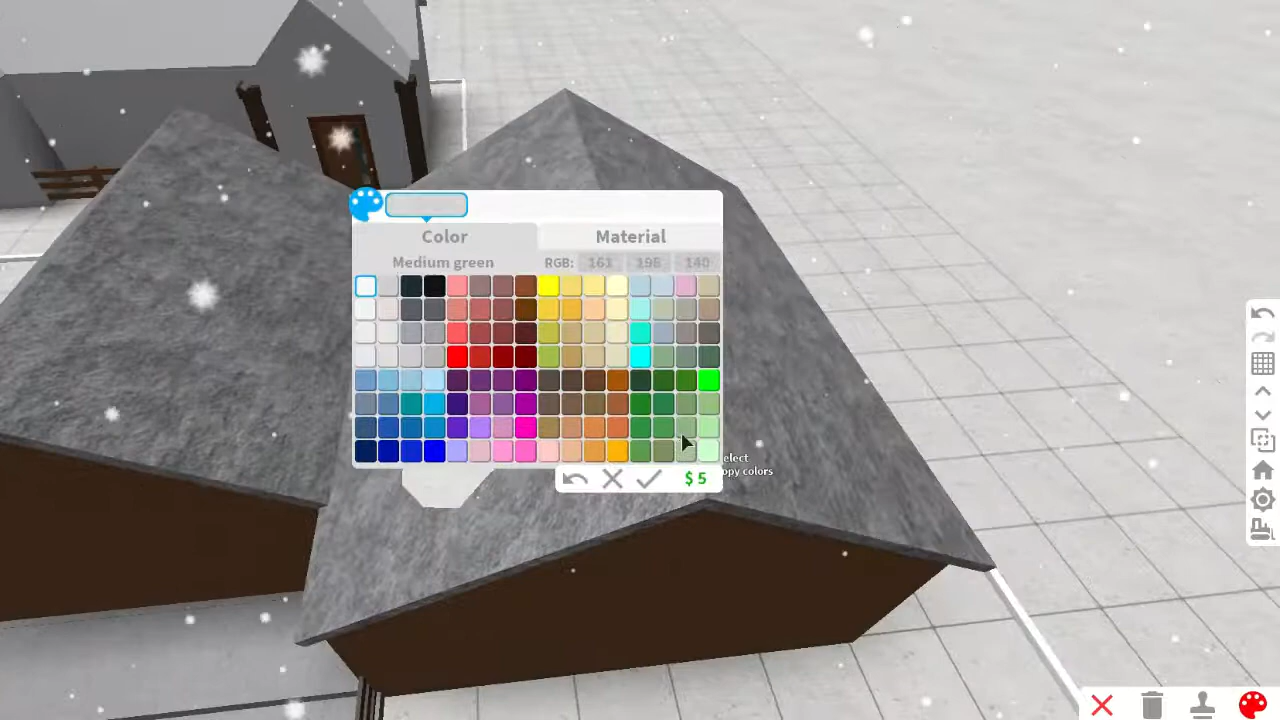 Color
Material
Medium green
RGB: 161 196 140
elect
opy colors
$ 5